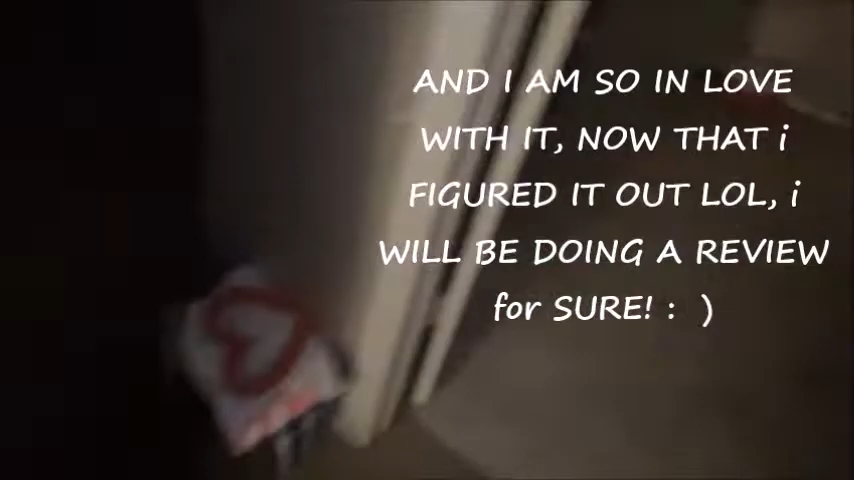 AND I AM SO IN LOVE
WITH IT, NOW THAT i
FIGURED IT OUT LOL, i
WILL BE DOING A REVIEW
for SURE! : )